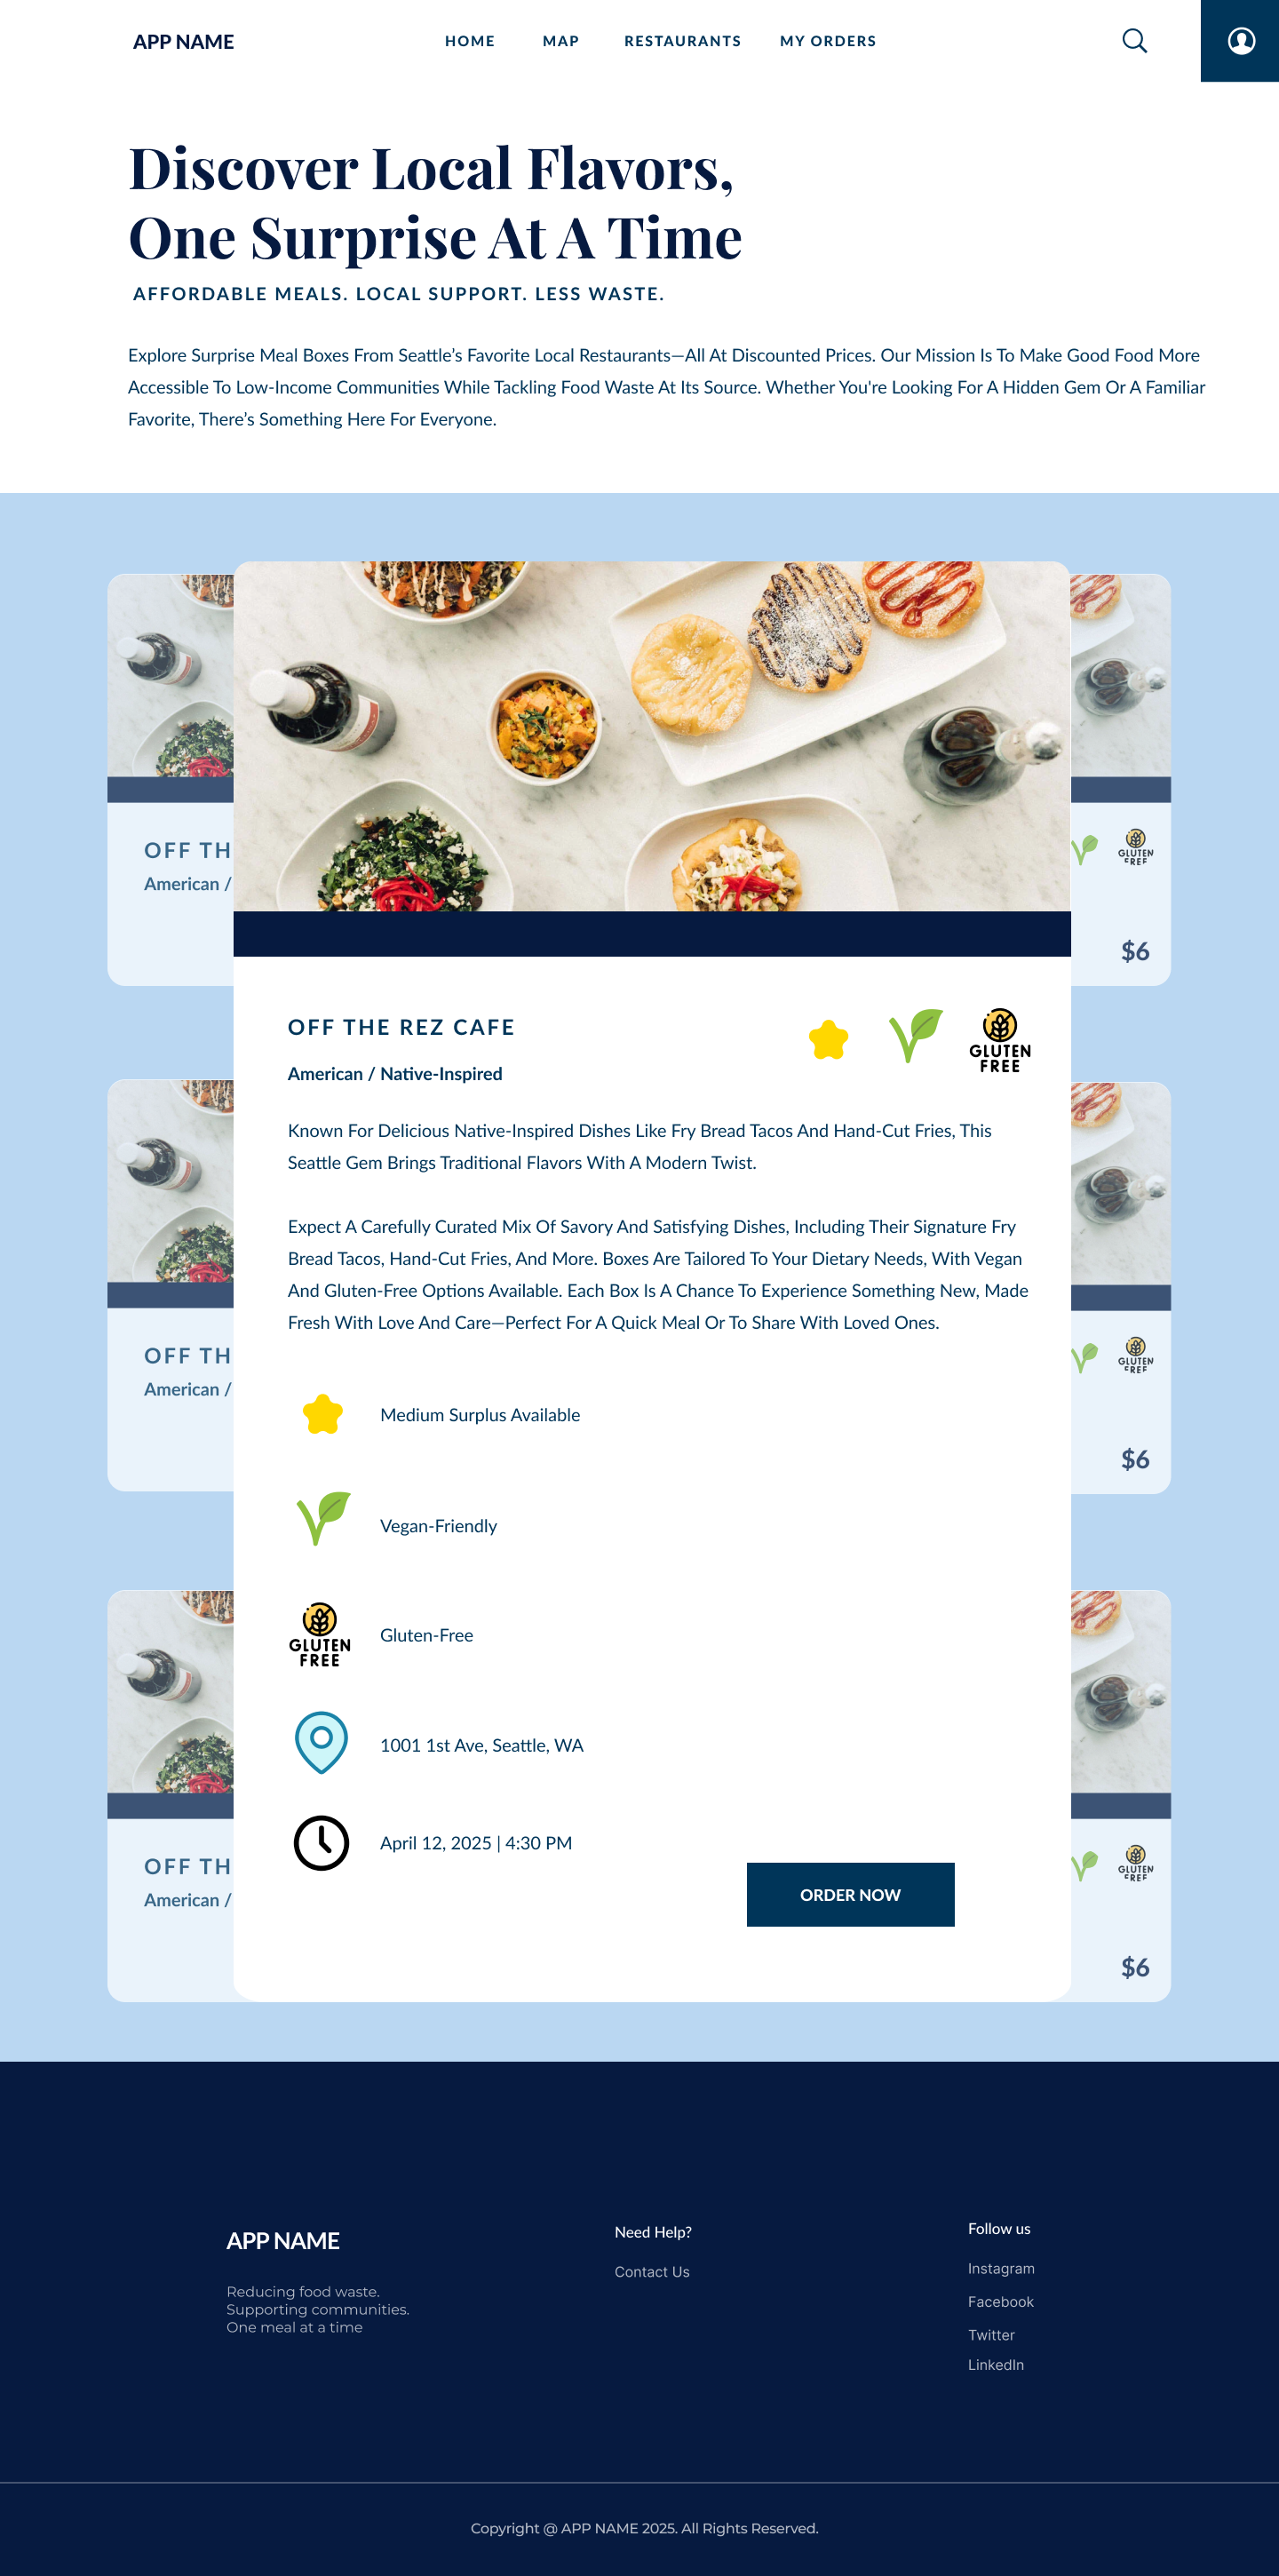 APP NAME
HOME MAP RESTAURANTS MY ORDERS
Discover Local Flavors,
One Surprise At A Time
AFFORDABLE MEALS. LOCAL SUPPORT. LESS WASTE.
Explore Surprise Meal Boxes From Seattle’s Favorite Local Restaurants—All At Discounted Prices. Our Mission Is To Make Good Food More
Accessible To Low-Income Communities While Tackling Food Waste At Its Source. Whether You're Looking For A Hidden Gem Or A Familiar
Favorite, There’s Something Here For Everyone.
OFF TH
American /
GLUTEN
FREE
$6
OFF THE REZ CAFE
GLUTEN
FREE
American / Native-Inspired
Known For Delicious Native-Inspired Dishes Like Fry Bread Tacos And Hand-Cut Fries, This
Seattle Gem Brings Traditional Flavors With A Modern Twist.
Expect A Carefully Curated Mix Of Savory And Satisfying Dishes, Including Their Signature Fry
Bread Tacos, Hand-Cut Fries, And More. Boxes Are Tailored To Your Dietary Needs, With Vegan
And Gluten-Free Options Available. Each Box Is A Chance To Experience Something New, Made
Fresh With Love And Care—Perfect For A Quick Meal Or To Share With Loved Ones.
OFF TH
American /
GLUTEN
FREE
$6
Medium Surplus Available
Vegan-Friendly
GLUTEN
FREE
Gluten-Free
1001 1st Ave, Seattle, WA
April 12, 2025 | 4:30 PM
ORDER NOW
OFF TH
American /
GLUTEN
FREE
$6
APP NAME
Reducing food waste.
Supporting communities.
One meal at a time
Need Help?
Contact Us
Follow us
Instagram
Facebook
Twitter
LinkedIn
Copyright @ APP NAME 2025. All Rights Reserved.